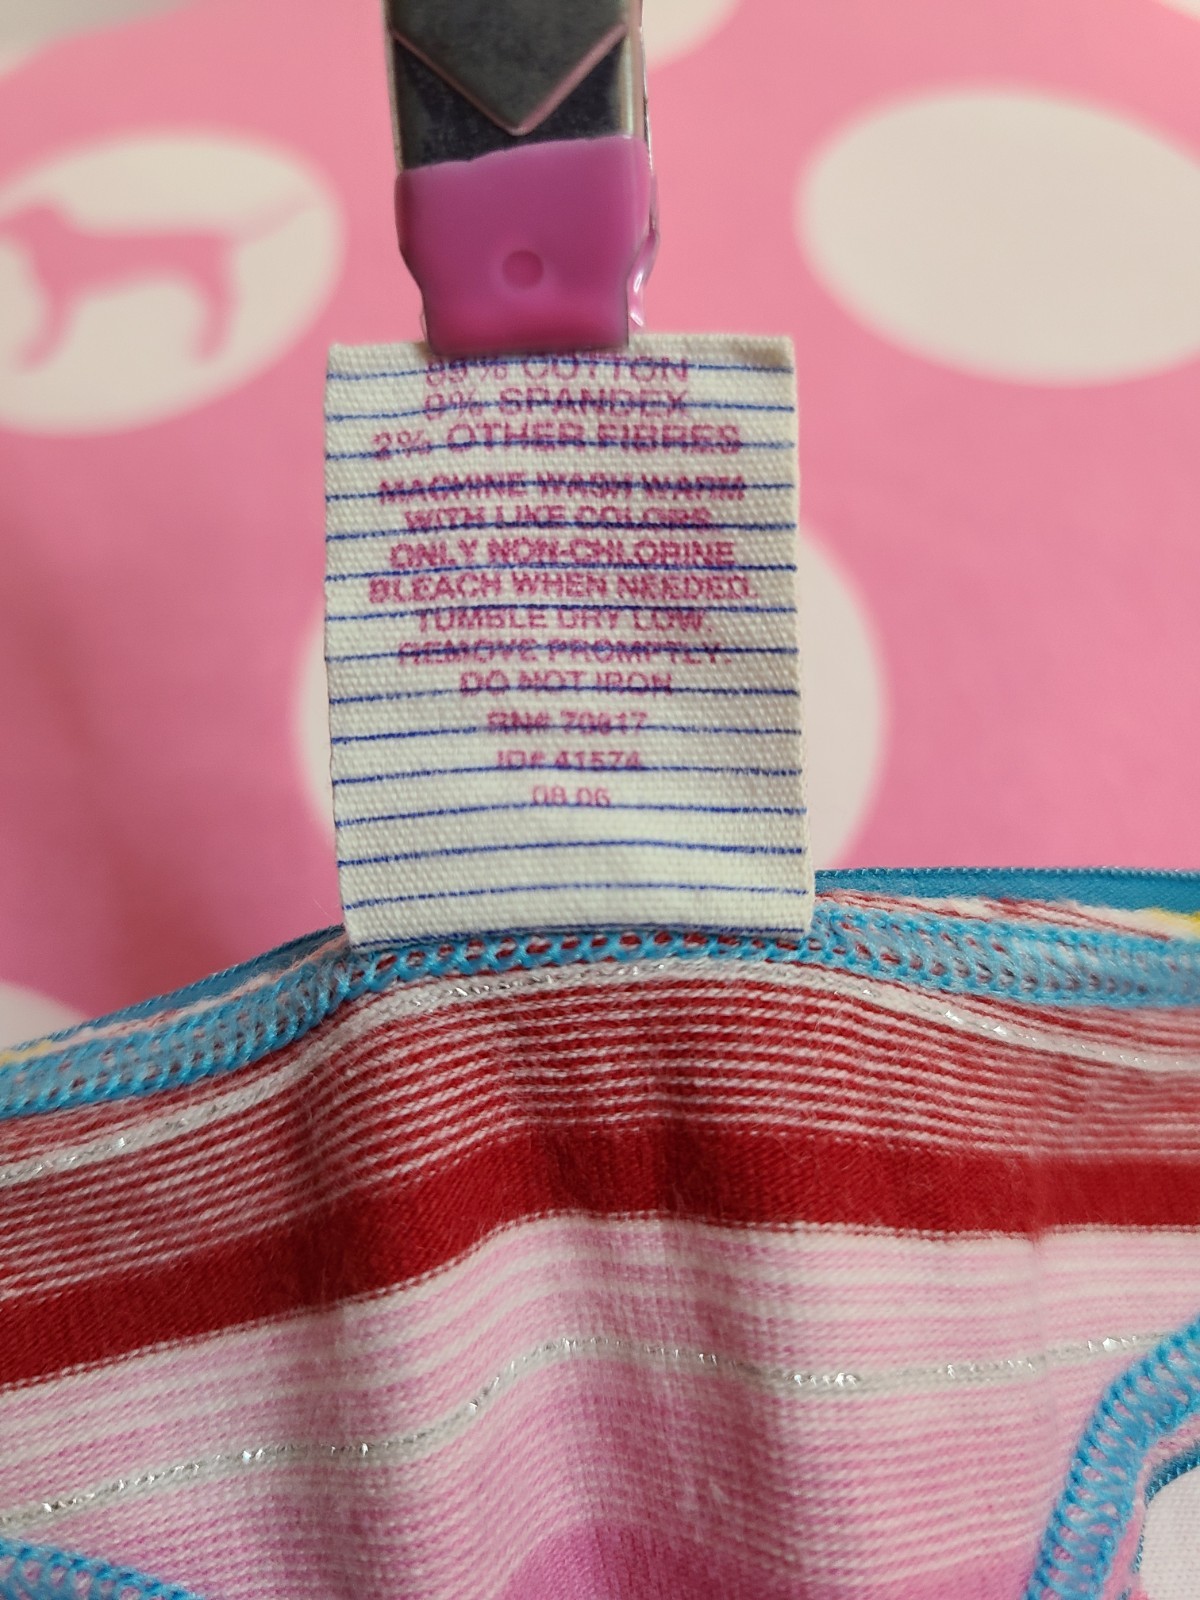 % COTTON
9% SPANDEX
2% OTHER FIBRES
MACHINE WASH WARM
WITH LIKE COLORS.
ONLY NON-CHLORINE
BLEACH WHEN NEEDED.
TUMBLE DRY LOW.
REMOVE PROMPTLY.
DO NOT IRON
RN# 70817
ID# 41574
08 06